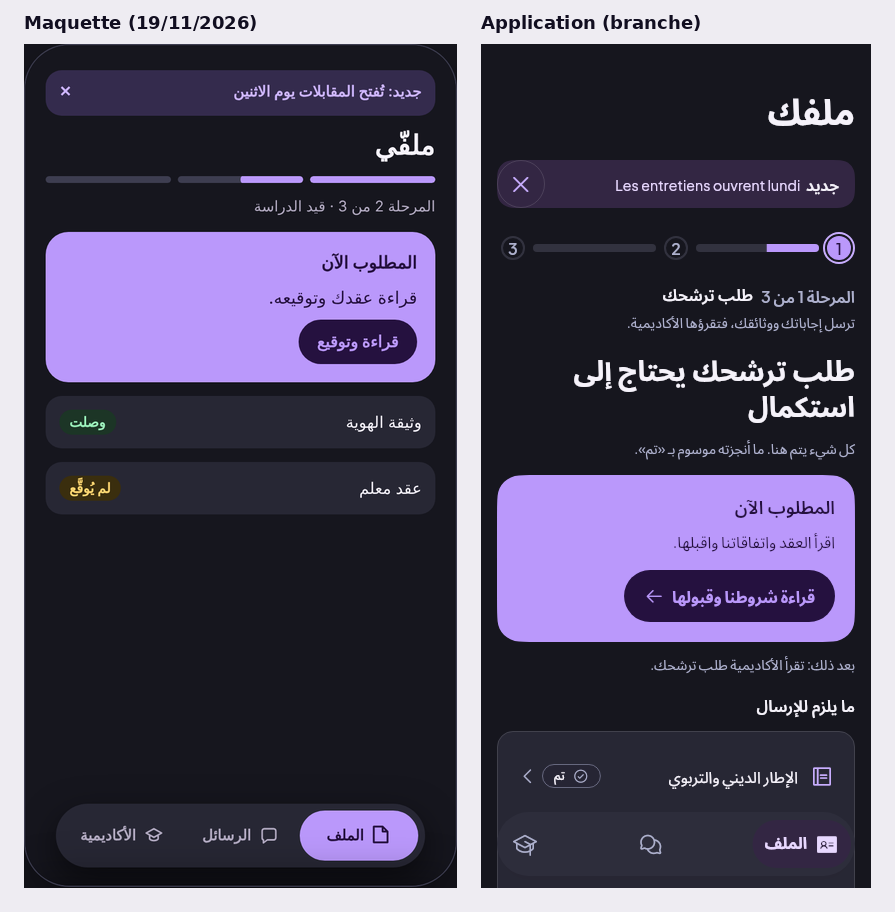 Maquette (19/11/2026)
جديد: تُفتح المقابلات يوم الاثنين ×
ملفّي
المرحلة 2 من 3 · قيد الدراسة
المطلوب الآن
قراءة عقدك وتوقيعه.
قراءة وتوقيع
وثيقة الهوية
وصلت
عقد معلم
لم يُوقَّع
الملف
الرسائل
الأكاديمية
Application (branche)
ملفك
جديد Les entretiens ouvrent lundi
1
2
3
المرحلة 1 من 3 طلب ترشحك
ترسل إجاباتك ووثائقك، فتقرؤها الأكاديمية.
طلب ترشحك يحتاج إلى
استكمال
كل شيء يتم هنا. ما أنجزته موسوم بـ «تم».
المطلوب الآن
اقرأ العقد واتفاقاتنا واقبلها.
قراءة شروطنا وقبولها ←
بعد ذلك: تقرأ الأكاديمية طلب ترشحك.
ما يلزم للإرسال
الإطار الديني والتربوي
تم
الملف